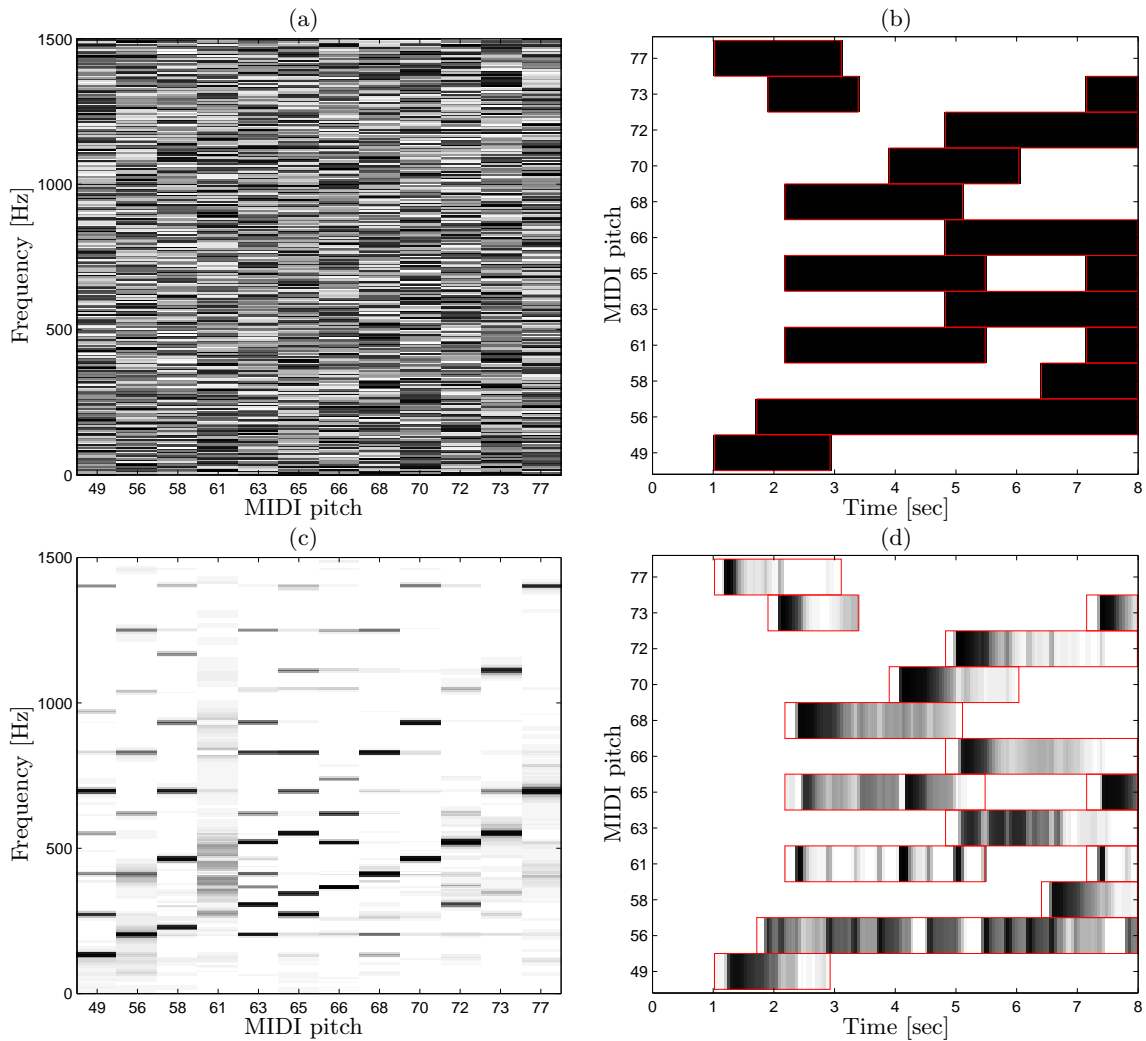 (a)
1500
1000
500
0
Frequency [Hz]
49 56 58 61 63 65 66 68 70 72 73 77
MIDI pitch
(b)
77
73
72
70
68
66
65
63
61
58
56
49
MIDI pitch
0 1 2 3 4 5 6 7 8
Time [sec]
(c)
1500
1000
500
0
Frequency [Hz]
49 56 58 61 63 65 66 68 70 72 73 77
MIDI pitch
(d)
77
73
72
70
68
66
65
63
61
58
56
49
MIDI pitch
0 1 2 3 4 5 6 7 8
Time [sec]